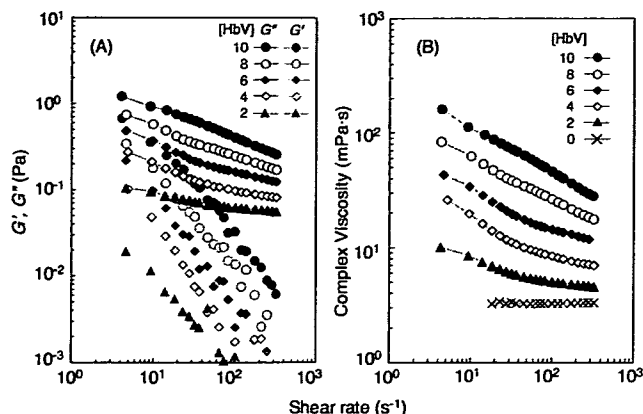 (A)
[HbV] G" G'
10
8
6
4
2
G', G" (Pa)
10¹
10⁰
10⁻¹
10⁻²
10⁻³
10⁰ 10¹ 10² 10³
(B)
[HbV]
10
8
6
4
2
0
Complex Viscosity (mPa·s)
10³
10²
10¹
10⁰
10⁰ 10¹ 10² 10³
Shear rate (s⁻¹)